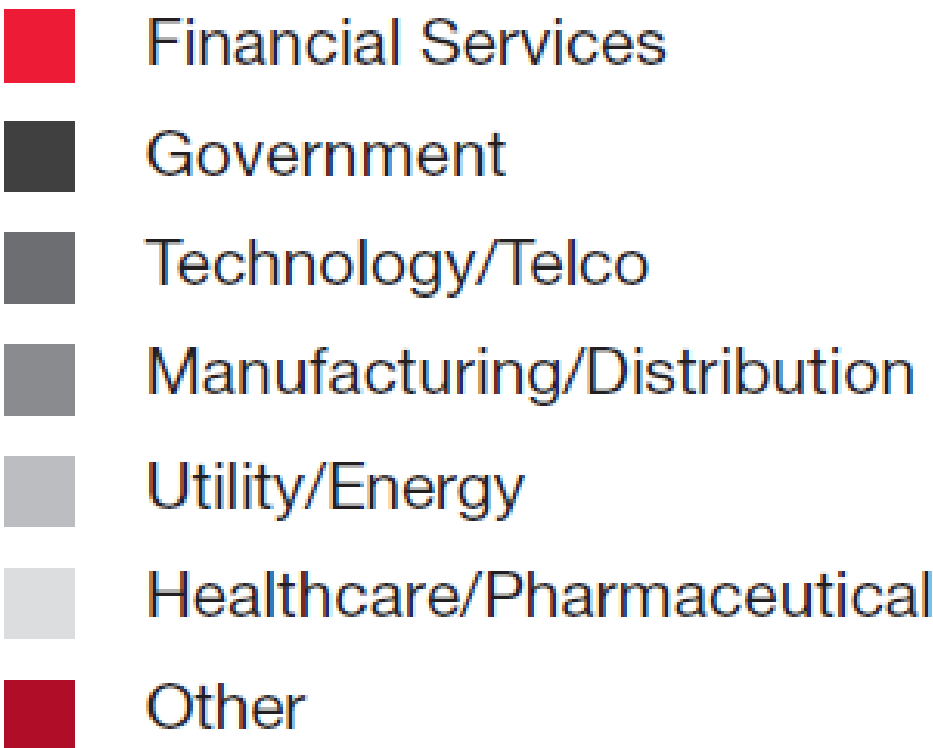 Financial Services
Government
Technology/Telco
Manufacturing/Distribution
Utility/Energy
Healthcare/Pharmaceutical
Other